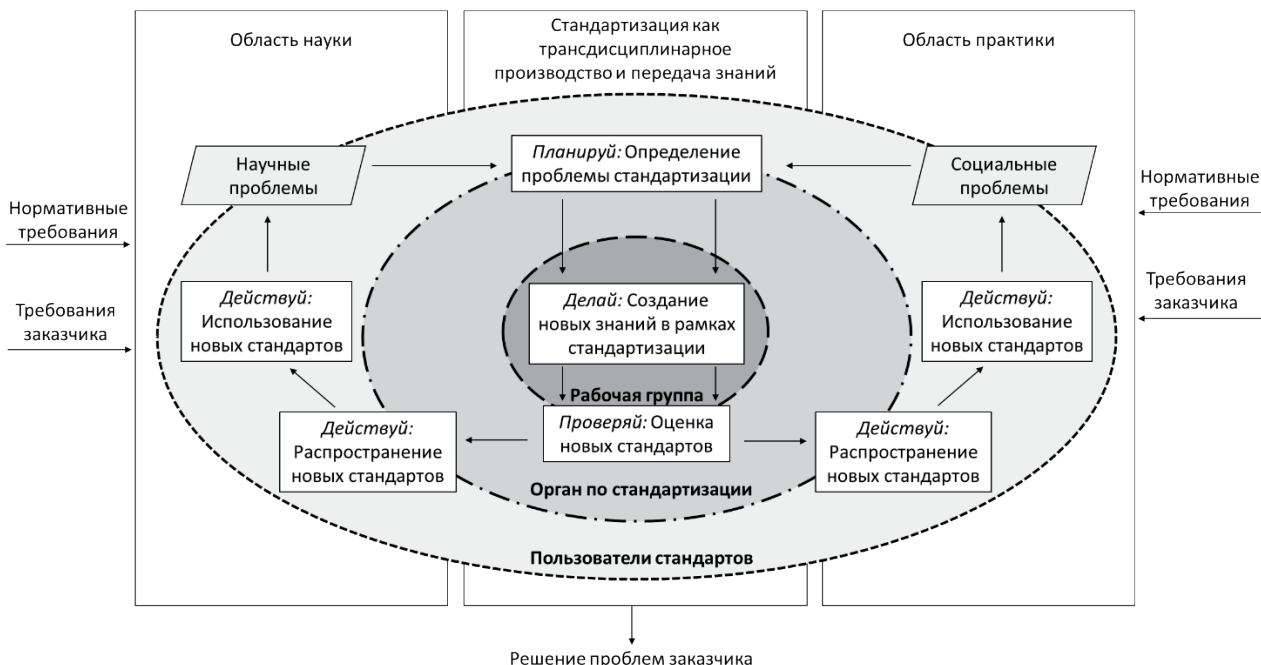 Область науки
Стандартизация как
трансдисциплинарное
производство и передача знаний
Область практики
Научные
проблемы
Планируй: Определение
проблемы стандартизации
Социальные
проблемы
Нормативные
требования
Нормативные
требования
Требования
заказчика
Требования
заказчика
Действуй:
Использование
новых стандартов
Делай: Создание
новых знаний в рамках
стандартизации
Действуй:
Использование
новых стандартов
Рабочая группа
Действуй:
Распространение
новых стандартов
Проверяй: Оценка
новых стандартов
Действуй:
Распространение
новых стандартов
Орган по стандартизации
Пользователи стандартов
Решение проблем заказчика